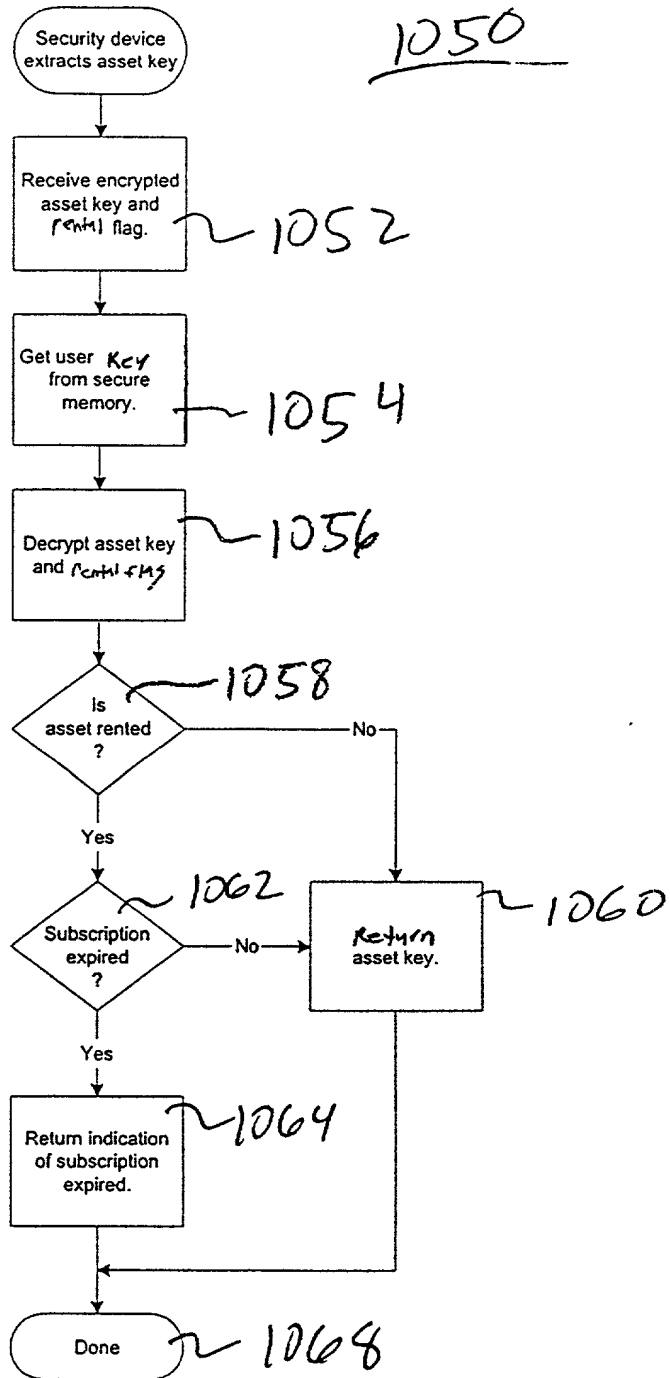 1050
Security device
extracts asset key
Receive encrypted
asset key and
rental flag.
1052
Get user Key
from secure
memory.
1054
Decrypt asset key
and rental flag
1056
Is
asset rented
?
1058
No
Yes
Subscription
expired
?
1062
No
Return
asset key.
1060
Yes
Return indication
of subscription
expired.
1064
Done
1068